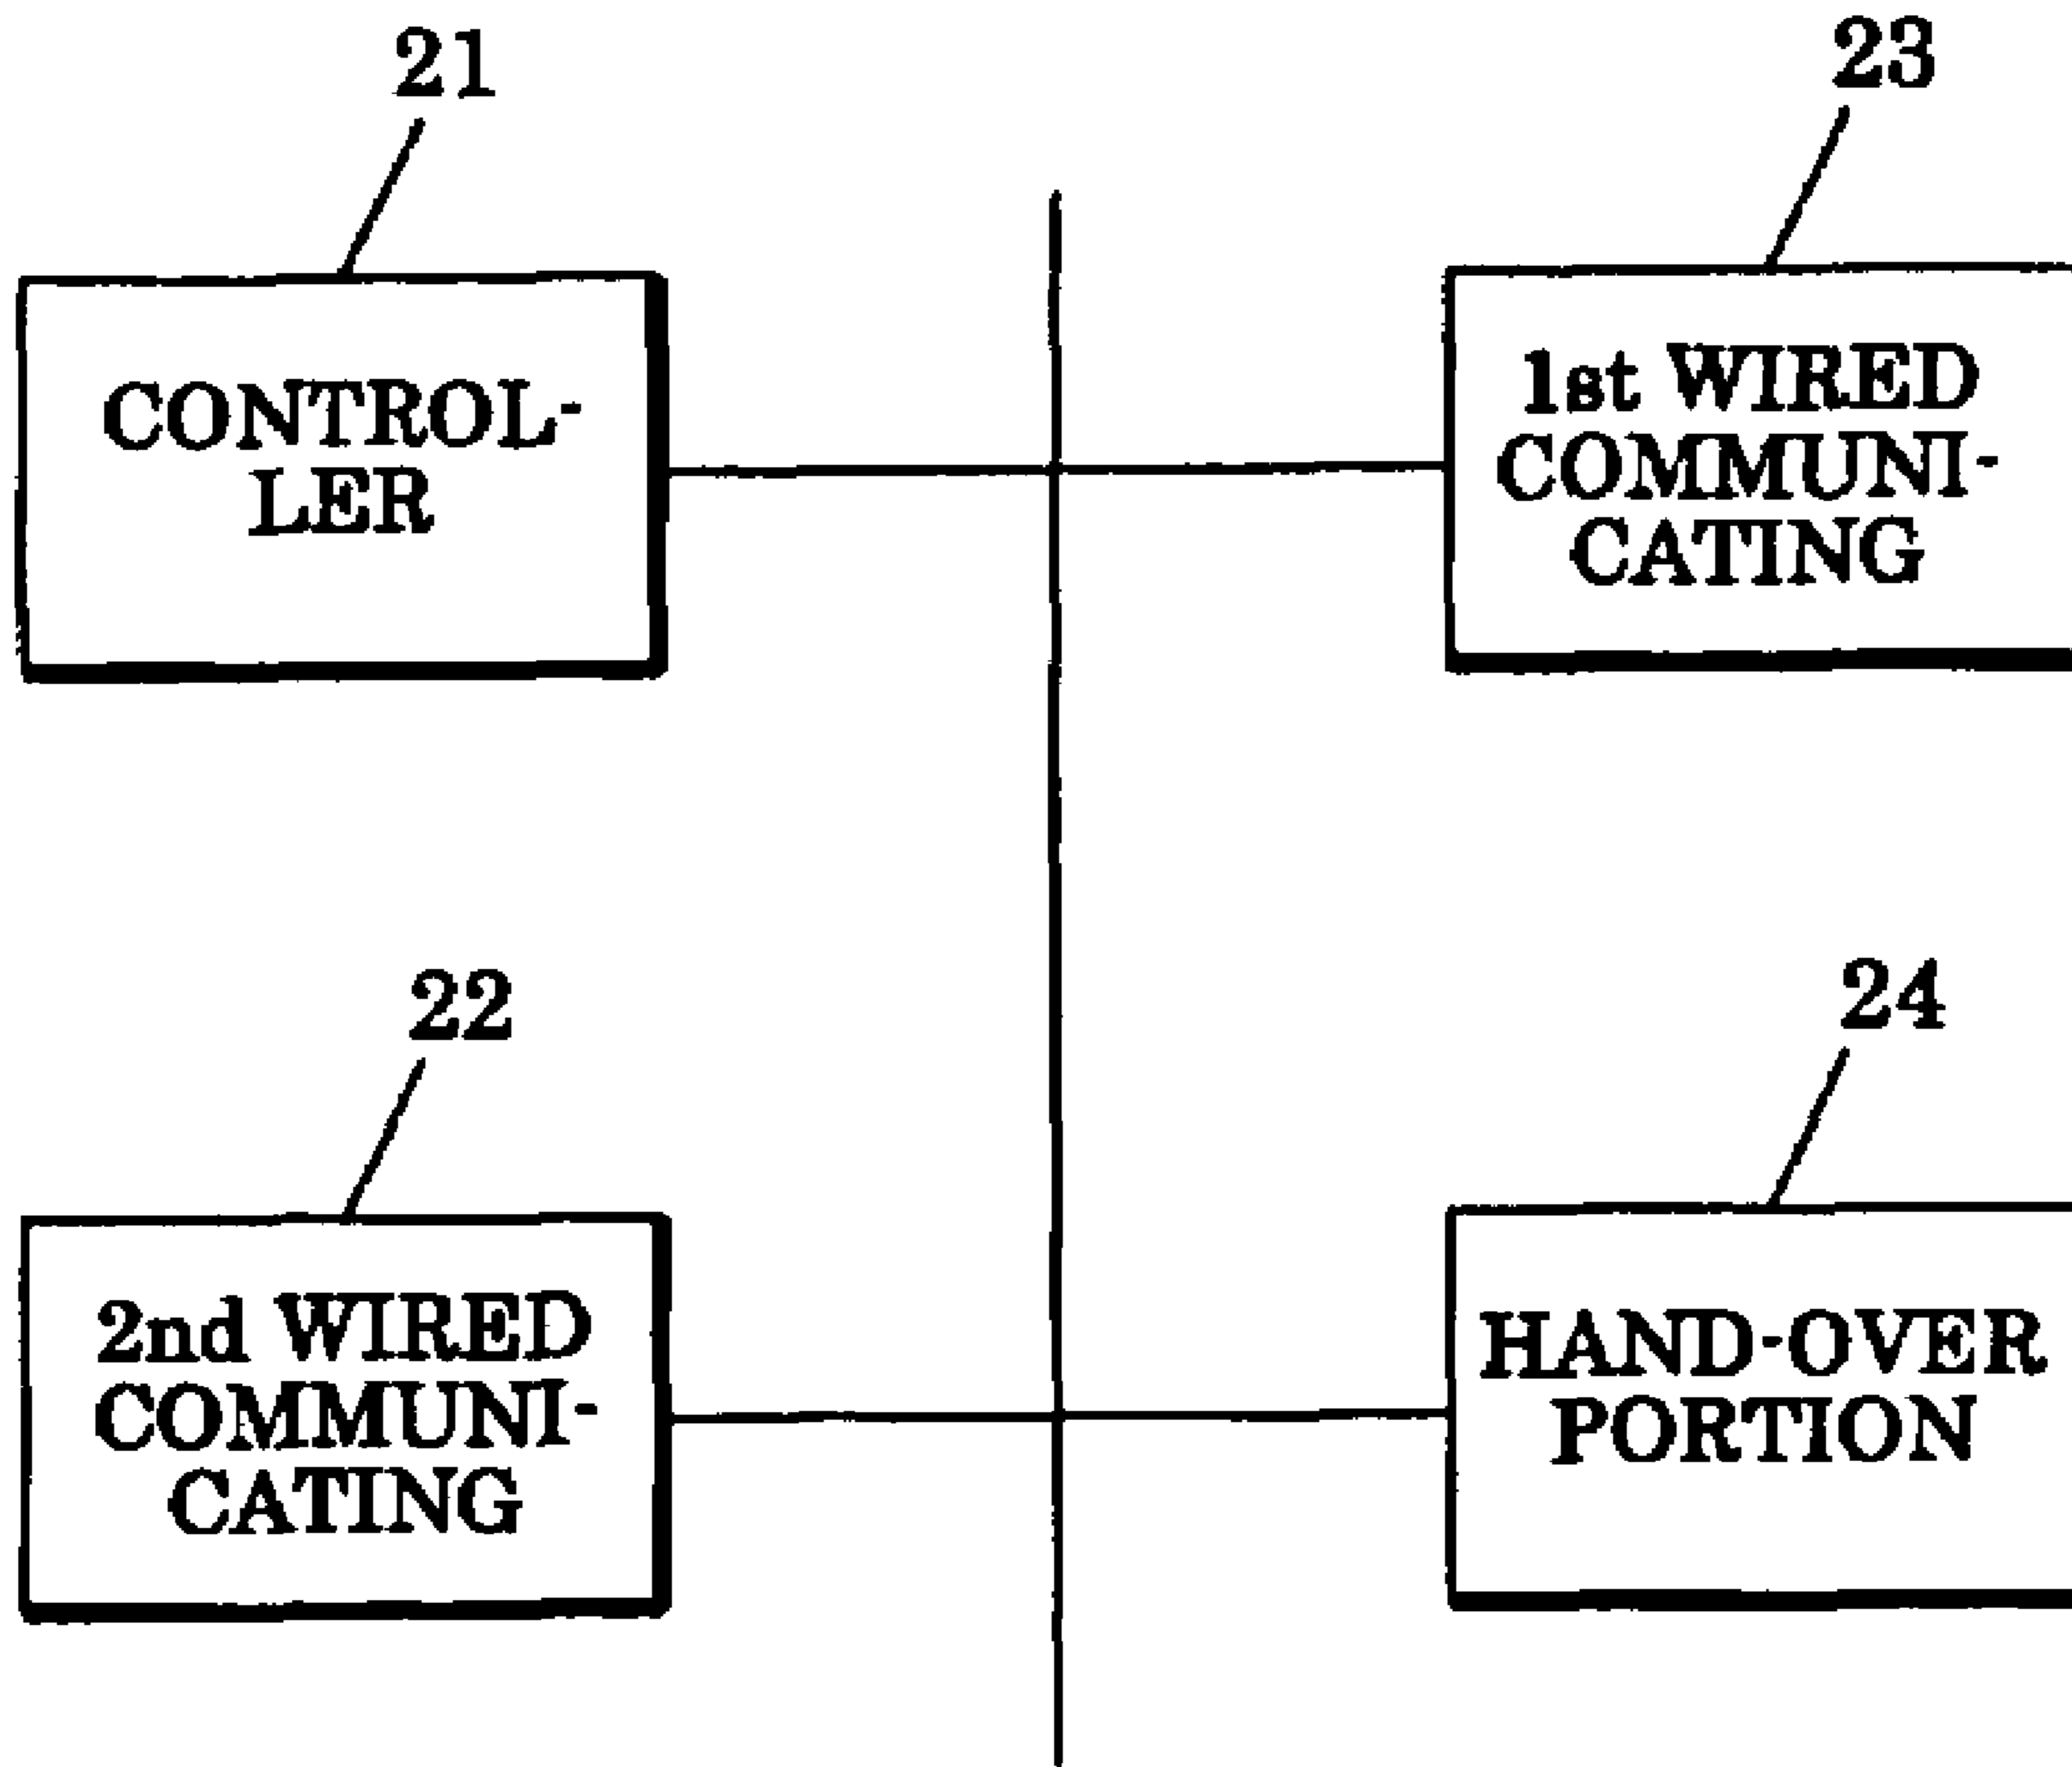 21
CONTROL-
LER
23
1st WIRED
COMMUNI-
CATING
22
2nd WIRED
COMMUNI-
CATING
24
HAND-OVER
PORTION